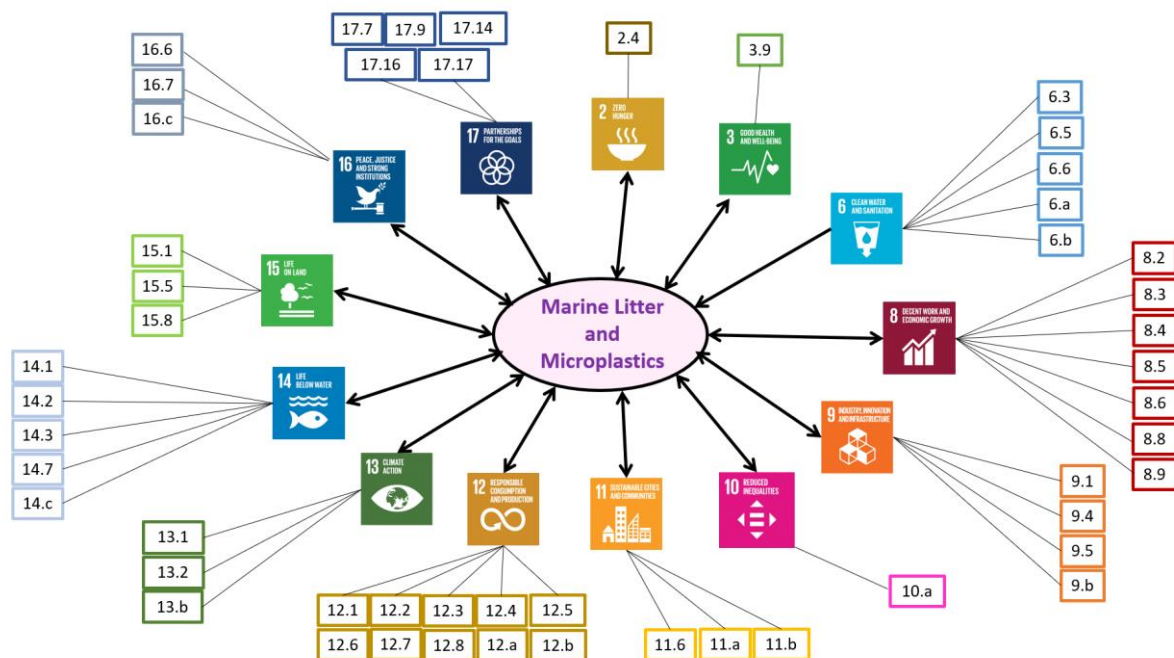 17.7
17.9
17.14
17.16
17.17
2.4
3.9
16.6
16.7
16.c
17 PARTNERSHIPS
FOR THE GOALS
2 ZERO
HUNGER
3 GOOD HEALTH
AND WELL-BEING
6.3
6.5
6.6
6.a
6.b
16 PEACE, JUSTICE
AND STRONG
INSTITUTIONS
6 CLEAN WATER
AND SANITATION
15.1
15.5
15.8
15 LIFE
ON LAND
Marine Litter
and
Microplastics
8 DECENT WORK AND
ECONOMIC GROWTH
8.2
8.3
8.4
8.5
8.6
8.8
8.9
14.1
14.2
14.3
14.7
14.c
14 LIFE
BELOW WATER
9 INDUSTRY, INNOVATION
AND INFRASTRUCTURE
9.1
9.4
9.5
9.b
13 CLIMATE
ACTION
13.1
13.2
13.b
12 RESPONSIBLE
CONSUMPTION
AND PRODUCTION
12.1
12.2
12.3
12.4
12.5
12.6
12.7
12.8
12.a
12.b
11 SUSTAINABLE CITIES
AND COMMUNITIES
11.6
11.a
11.b
10 REDUCED
INEQUALITIES
10.a